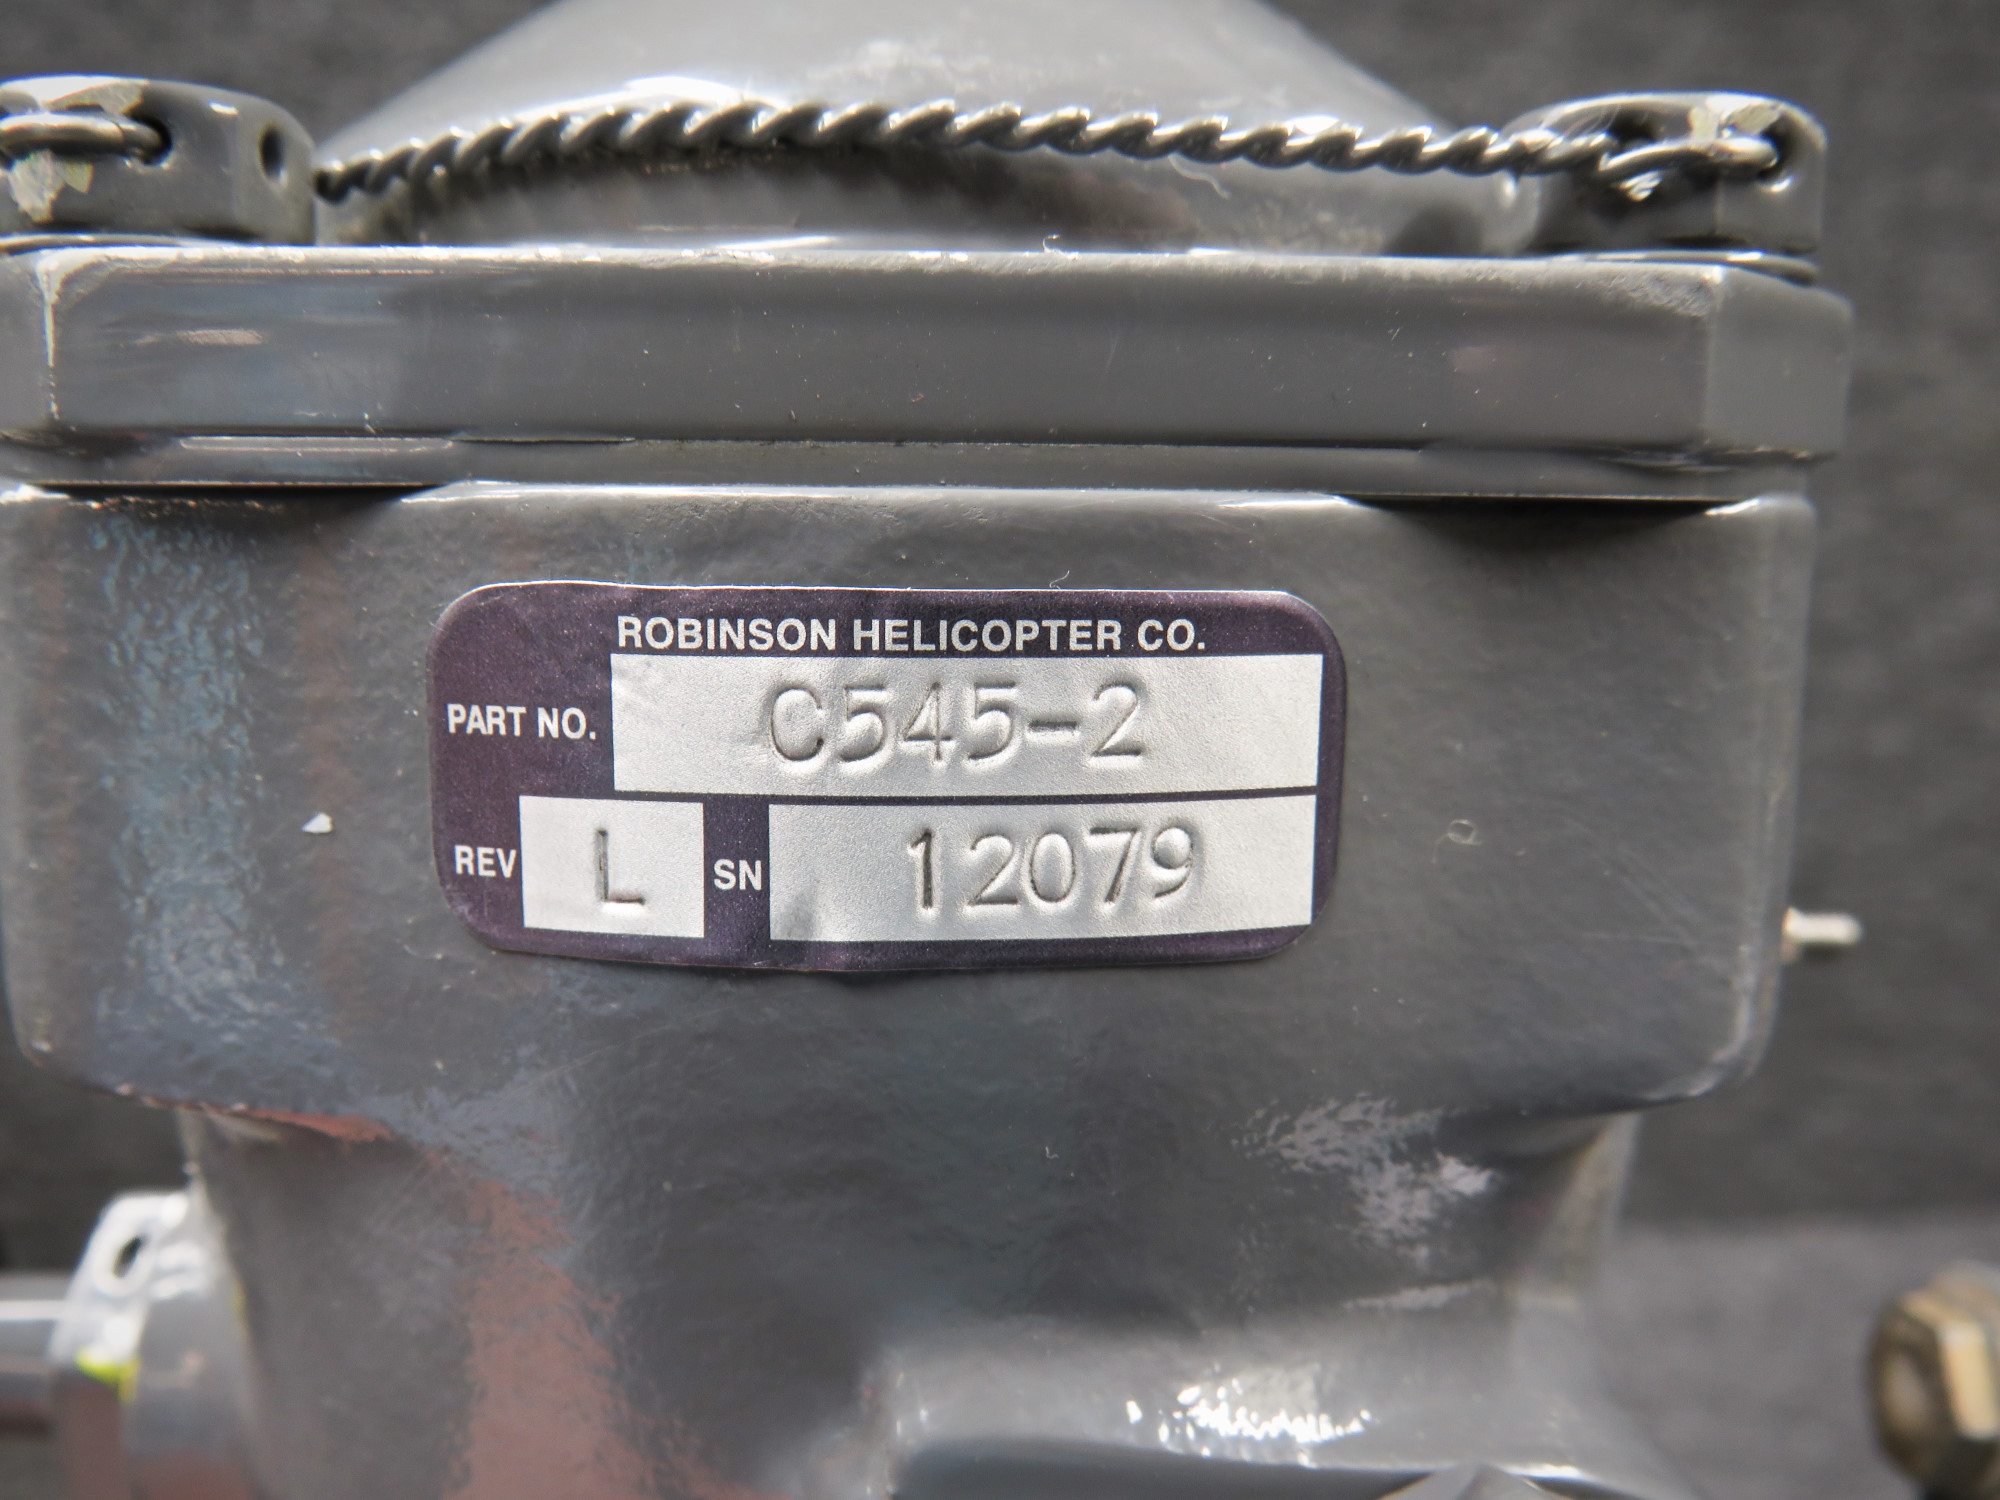 ROBINSON HELICOPTER CO.
PART NO. C545-2
REV L SN 12079